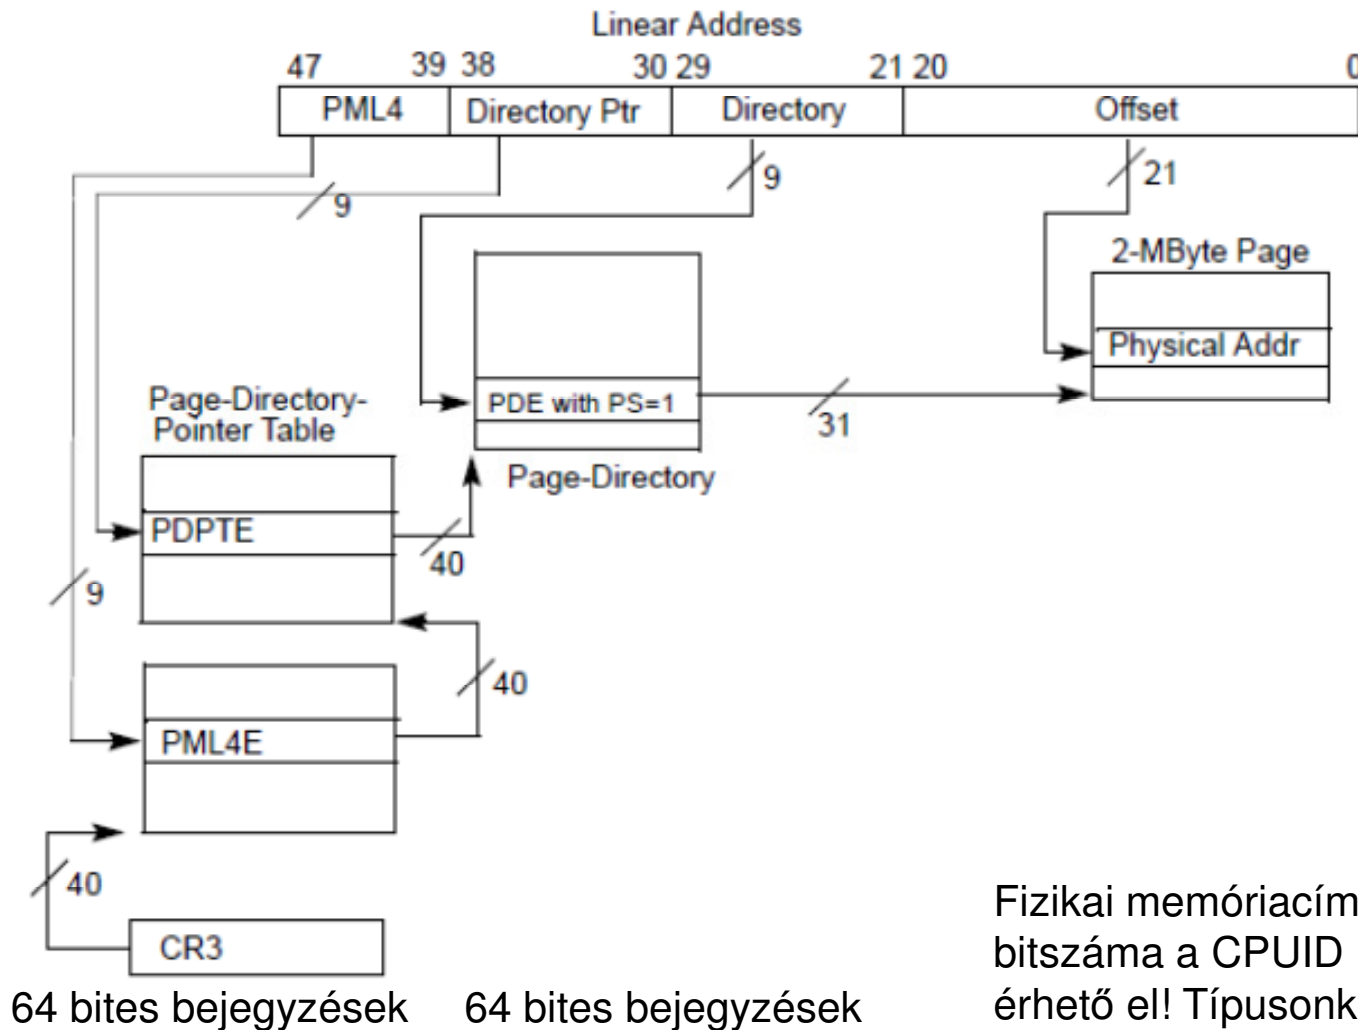 Linear Address
47 39 38 30 29 21 20 0
PML4 Directory Ptr Directory Offset
9
9
21
2-MByte Page
Physical Addr
PDE with PS=1
31
Page-Directory-
Pointer Table
Page-Directory
PDPTE
40
9
40
PML4E
40
CR3
64 bites bejegyzések 64 bites bejegyzések
Fizikai memóriacím
bitszáma a CPUID
érhető el! Típusonk